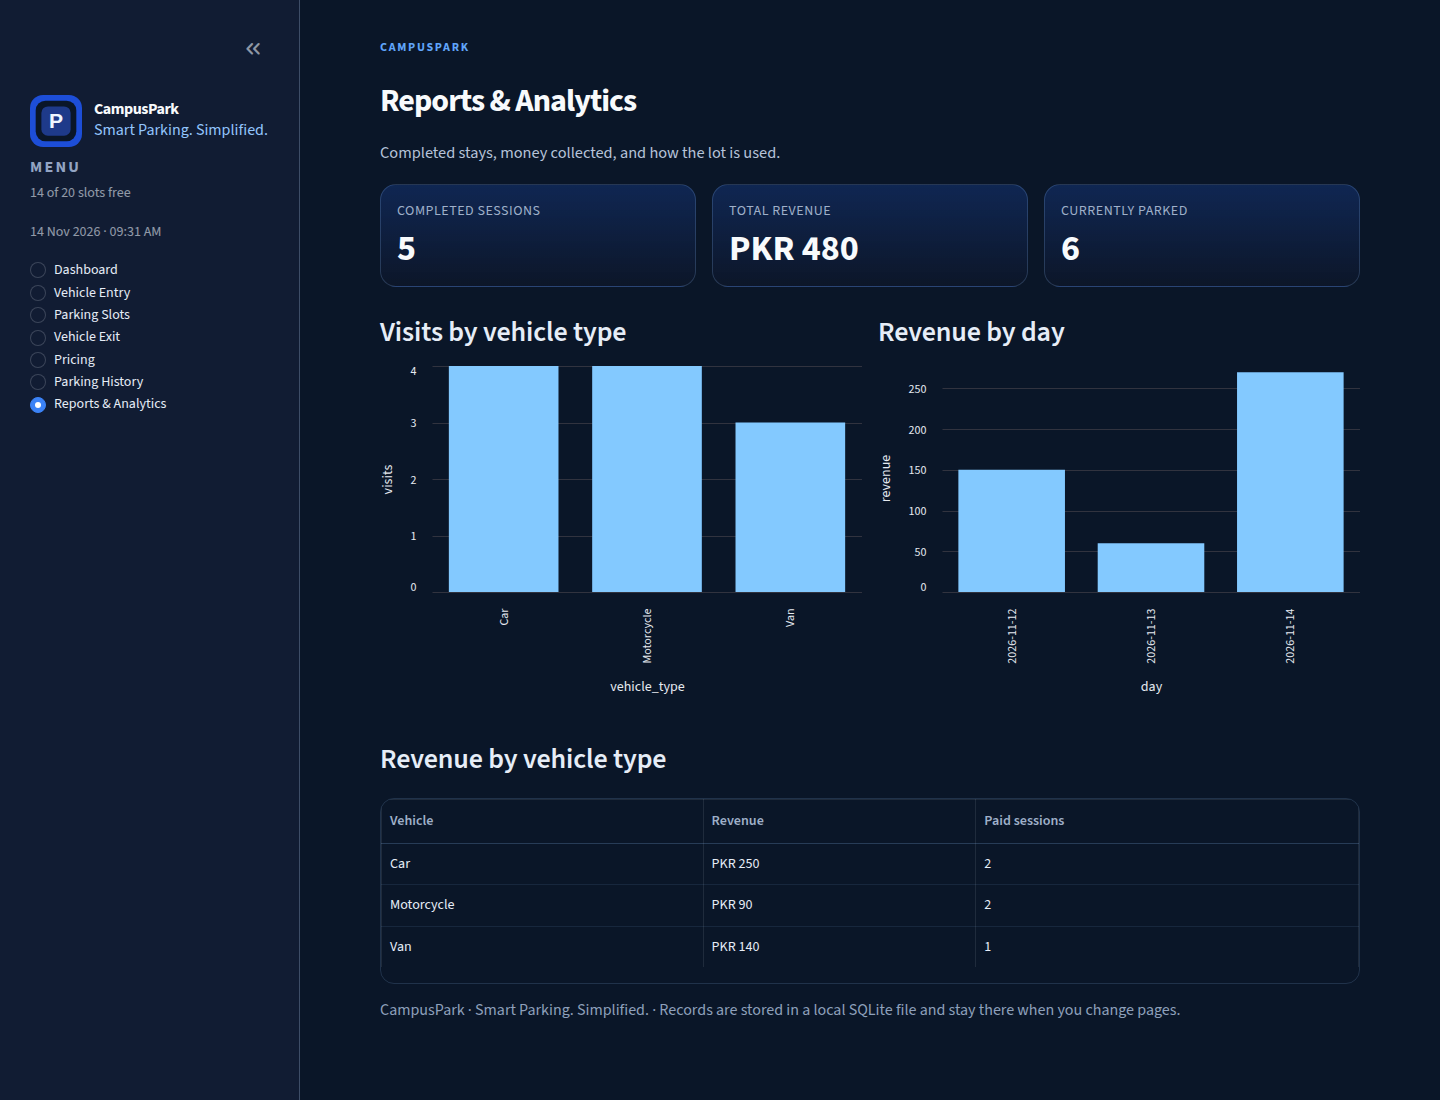 P
CampusPark
Smart Parking. Simplified.
MENU
14 of 20 slots free
14 Nov 2026 · 09:31 AM
Dashboard
Vehicle Entry
Parking Slots
Vehicle Exit
Pricing
Parking History
Reports & Analytics
CAMPUSPARK
Reports & Analytics
Completed stays, money collected, and how the lot is used.
COMPLETED SESSIONS
5
TOTAL REVENUE
PKR 480
CURRENTLY PARKED
6
Visits by vehicle type
4
3
2
1
0
visits
Car
Motorcycle
Van
vehicle_type
Revenue by day
250
200
150
100
50
0
revenue
2026-11-12
2026-11-13
2026-11-14
day
Revenue by vehicle type
Vehicle Revenue Paid sessions
Car PKR 250 2
Motorcycle PKR 90 2
Van PKR 140 1
CampusPark · Smart Parking. Simplified. · Records are stored in a local SQLite file and stay there when you change pages.